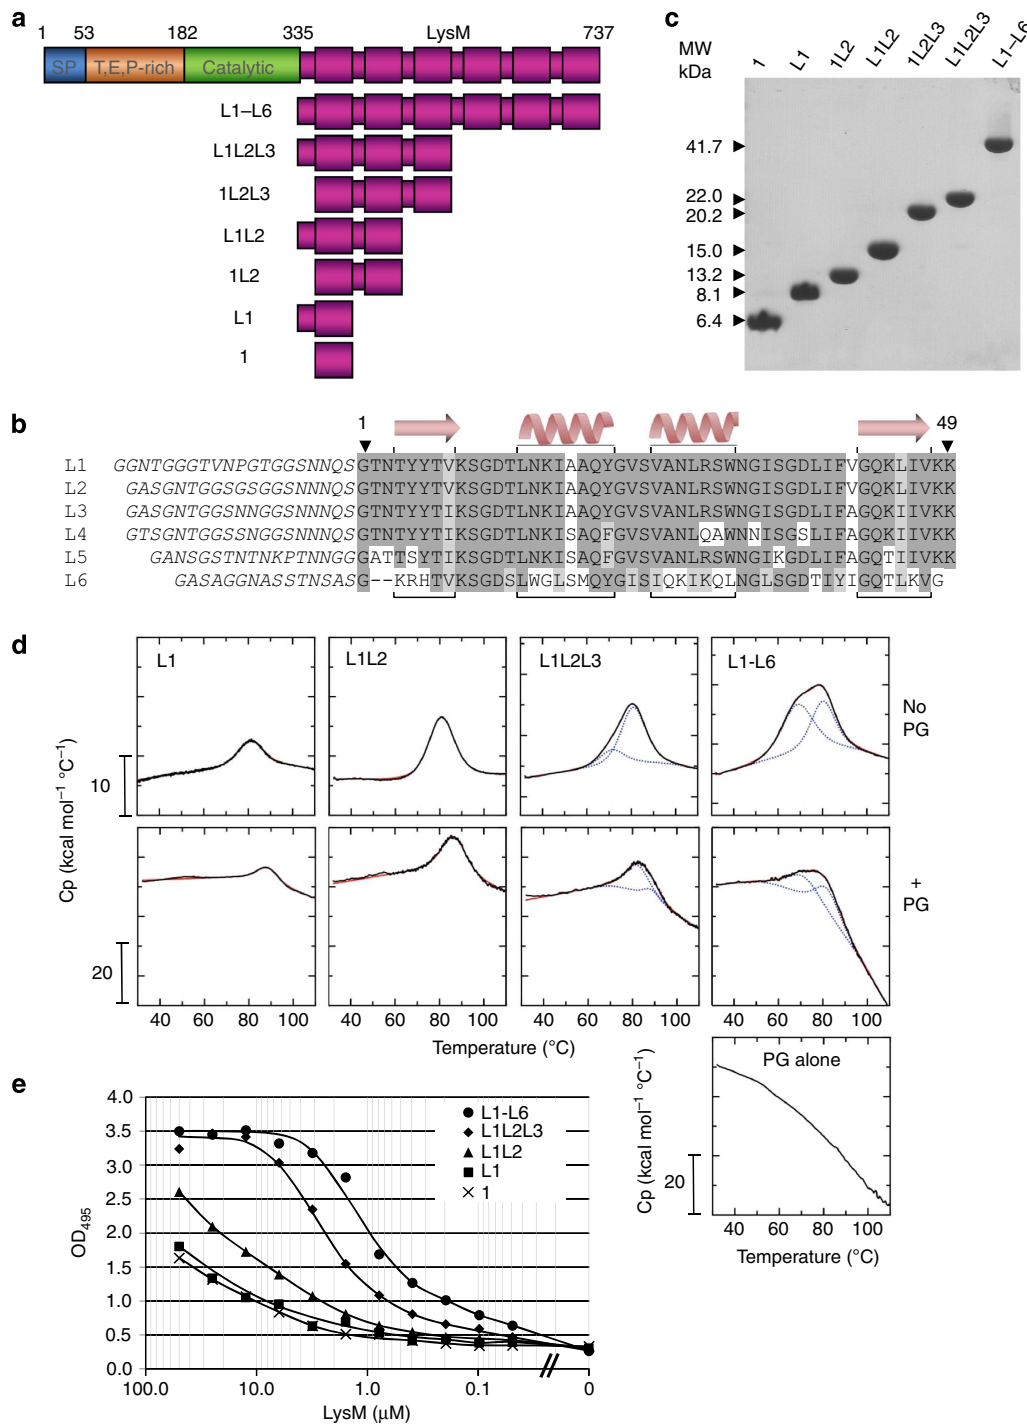 a
1 53 182 335 LysM 737
SP T,E,P-rich Catalytic
L1–L6
L1L2L3
1L2L3
L1L2
1L2
L1
1
c
MW
kDa
1 L1 1L2 L1L2 1L2L3 L1L2L3 L1–L6
41.7
22.0
20.2
15.0
13.2
8.1
6.4
b
1 49
L1 GGNTGGGTVNPGTGGSNNQSGTNTYYTVKSGDTLNKIAAQYGVSVANLRSWNGISGDLIFVGQKLIVKK
L2 GASGNTGGSGSGGSNNNQSGTNTYYTVKSGDTLNKIAAQYGVSVANLRSWNGISGDLIFVGQKLIVKK
L3 GASGNTGGSNNGGSNNNQSGTNTYYTIKSGDTLNKIAAQYGVSVANLRSWNGISGDLIFAGQKLIVKK
L4 GTSGNTGGSNNGGSNNNQSGTNTYYTIKSGDTLNKISAQFGVSVANLQAWNNISGSLIFAGQKIIVKK
L5 GANSGSTNTNKPTNNGGGATTSYTIKSGDTLNKISAQFGVSVANLRSWNGIKGDLIFAGQTIIVKK
L6 GASAGGNASSTNSASG--KRHTVKSGDSLWGLSMQYGISIQKIKQLNGLSGDTIYIGQTLKVG
d
L1 L1L2 L1L2L3 L1-L6
No
PG
Cp (kcal mol⁻¹ °C⁻¹)
10
+
PG
20
40 60 80 100 40 60 80 100 40 60 80 100 40 60 80 100
Temperature (°C)
PG alone
Cp (kcal mol⁻¹ °C⁻¹)
20
40 60 80 100
Temperature (°C)
e
4.0
3.5
3.0
2.5
2.0
1.5
1.0
0.5
0.0
OD₄₉₅
L1-L6
L1L2L3
L1L2
L1
1
100.0 10.0 1.0 0.1 0
LysM (μM)